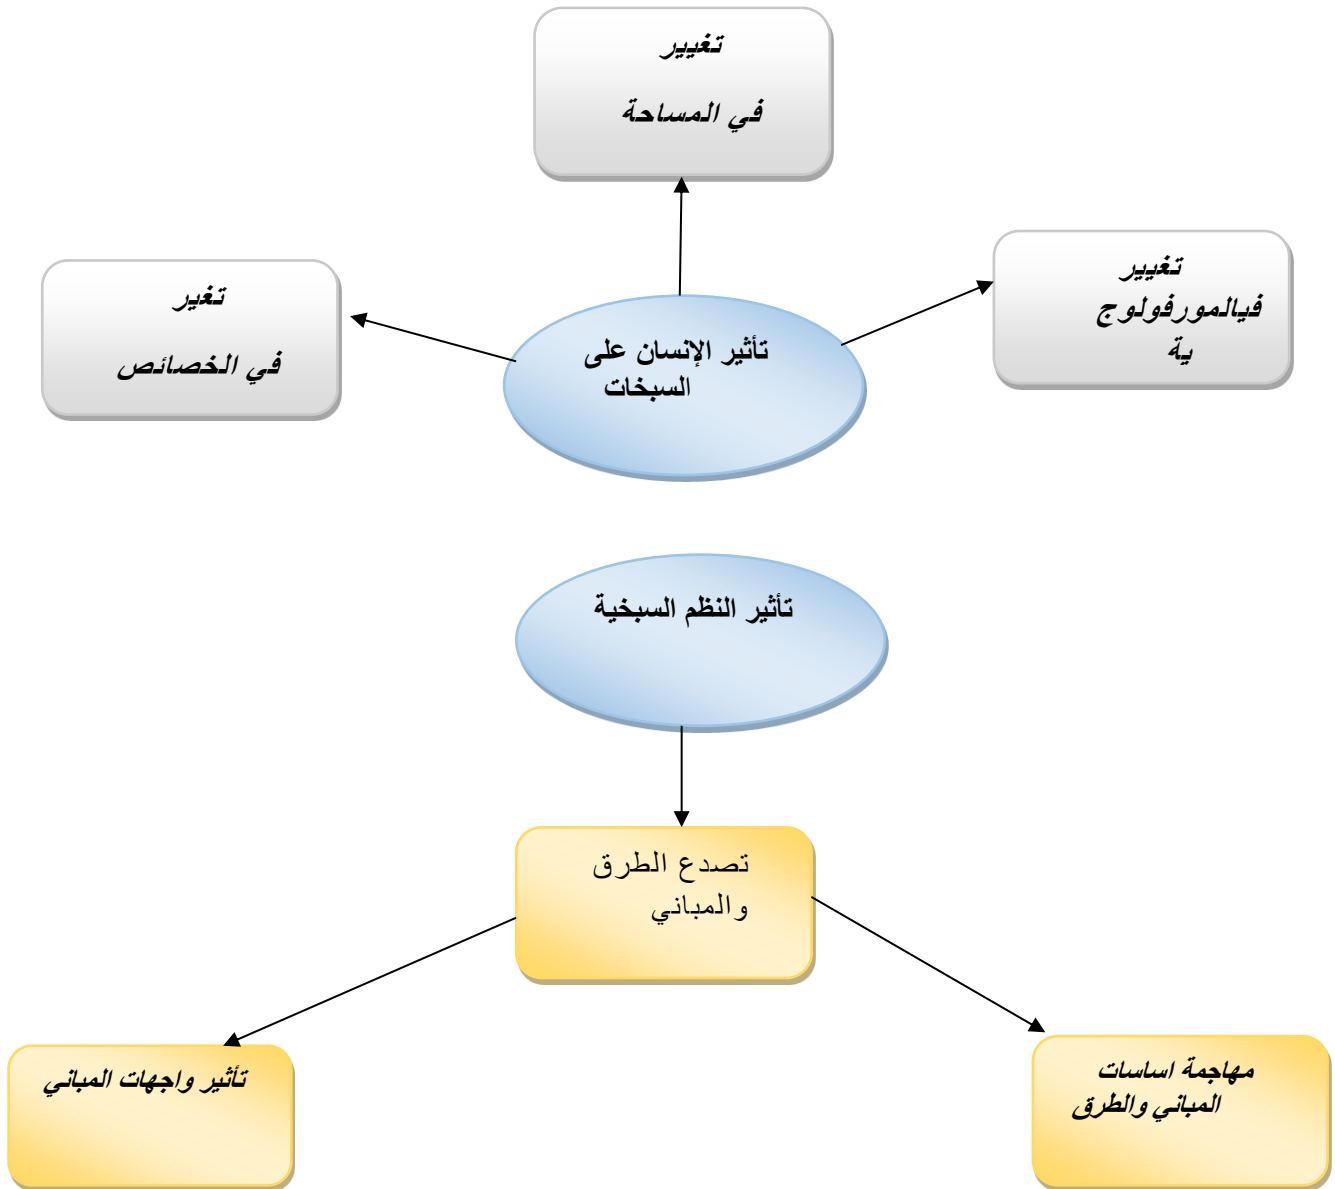 تغيير
في المساحة
تغيير
فيالمورفولوج
ية
تغير
في الخصائص
تأثير الإنسان على
السبخات
تأثير النظم السبخية
تصدع الطرق
والمباني
مهاجمة اساسات
المباني والطرق
تأثير واجهات المباني